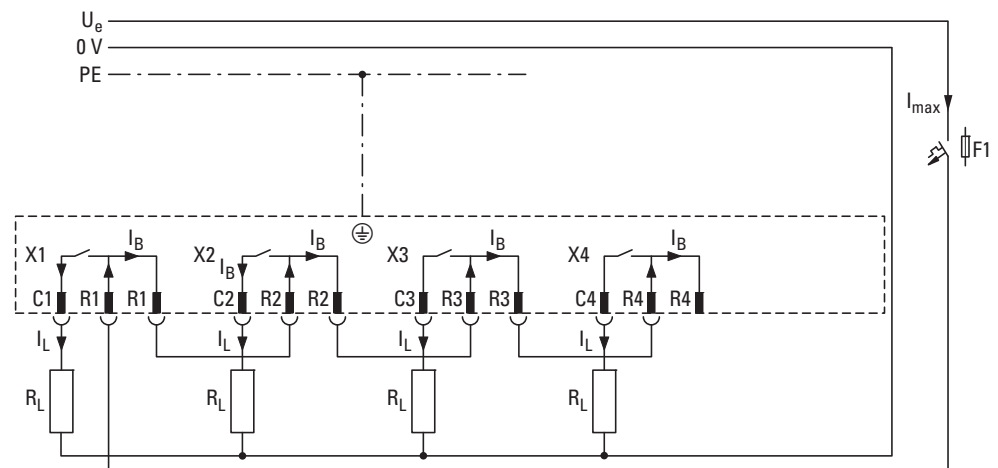 Ue
0 V
PE
Imax
F1
X1 IB X2 IB X3 IB X4 IB
IB
C1 R1 R1 C2 R2 R2 C3 R3 R3 C4 R4 R4
IL IL IL IL
RL RL RL RL